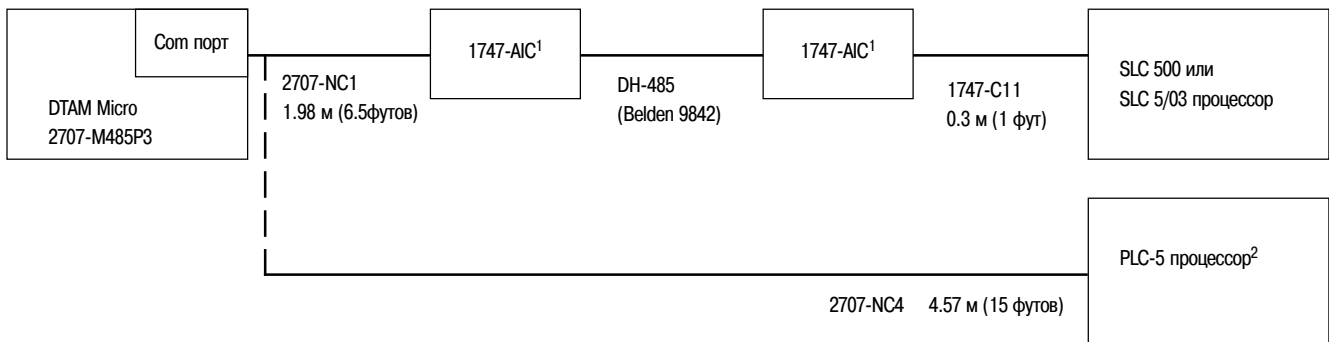 Com порт
DTAM Micro
2707-M485P3
2707-NC1
1.98 м (6.5футов)
1747-AIC¹
DH-485
(Belden 9842)
1747-AIC¹
1747-C11
0.3 м (1 фут)
SLC 500 или
SLC 5/03 процессор
2707-NC4 4.57 м (15 футов)
PLC-5 процессор²